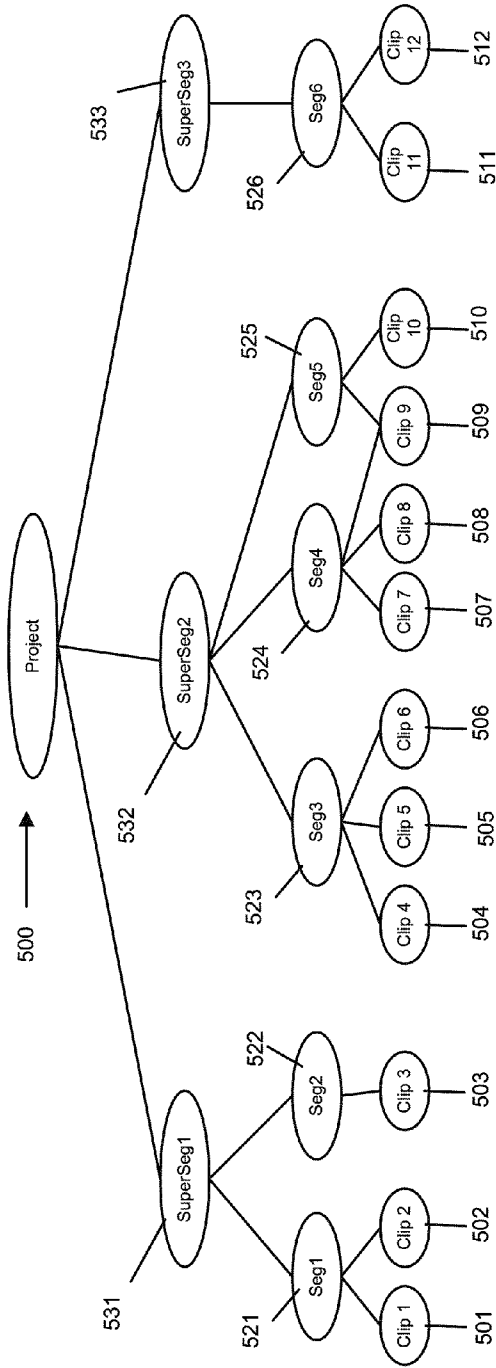 500
Project
531
SuperSeg1
532
SuperSeg2
533
SuperSeg3
521
Seg1
522
Seg2
523
Seg3
524
Seg4
525
Seg5
526
Seg6
Clip 1
Clip 2
Clip 3
Clip 4
Clip 5
Clip 6
Clip 7
Clip 8
Clip 9
Clip
10
Clip
11
Clip
12
501
502
503
504
505
506
507
508
509
510
511
512